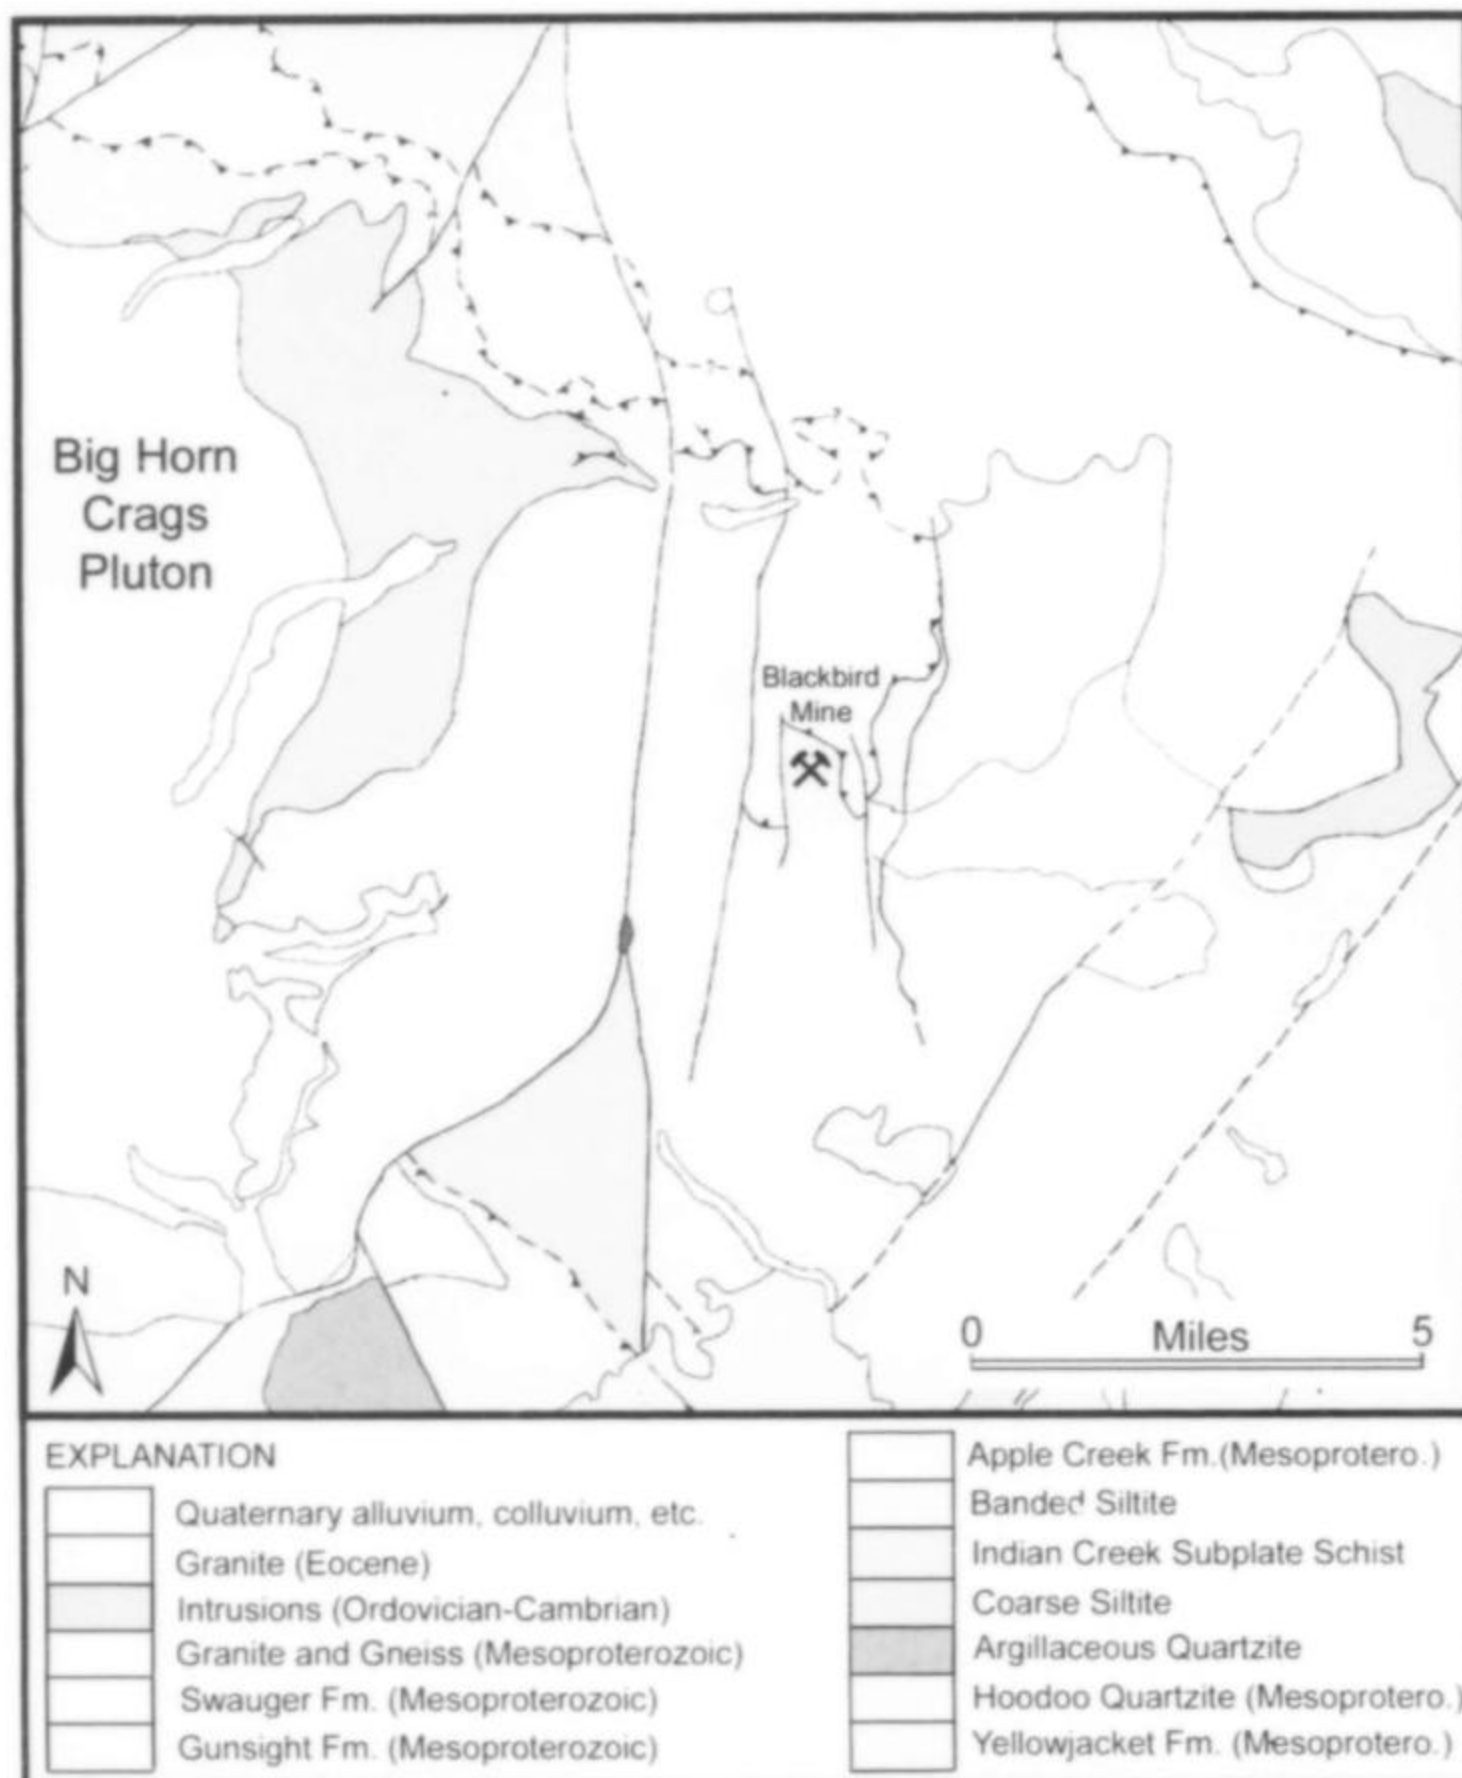 Big Horn
Crags
Pluton
Blackbird
Mine
N
0 Miles 5
EXPLANATION
Quaternary alluvium, colluvium, etc.
Granite (Eocene)
Intrusions (Ordovician-Cambrian)
Granite and Gneiss (Mesoproterozoic)
Swauger Fm. (Mesoproterozoic)
Gunsight Fm. (Mesoproterozoic)
Apple Creek Fm.(Mesoprotero.)
Banded Siltite
Indian Creek Subplate Schist
Coarse Siltite
Argillaceous Quartzite
Hoodoo Quartzite (Mesoprotero.)
Yellowjacket Fm. (Mesoprotero.)